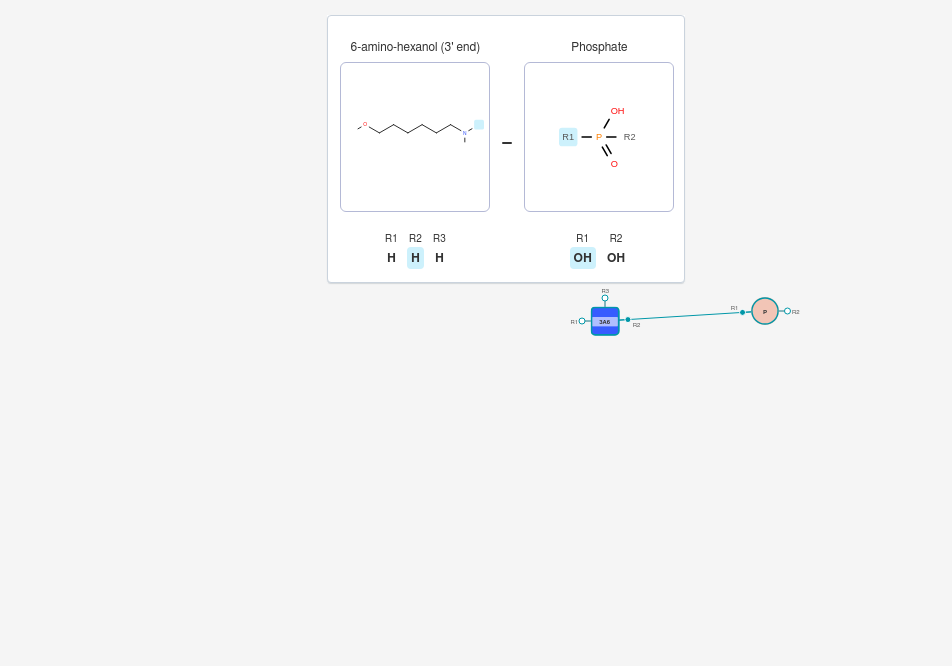 6-amino-hexanol (3' end) Phosphate
O N
OH
R1 P R2
O
R1 R2 R3 R1 R2
H H H OH OH
R3
R1 3A6 R2
R1 P R2